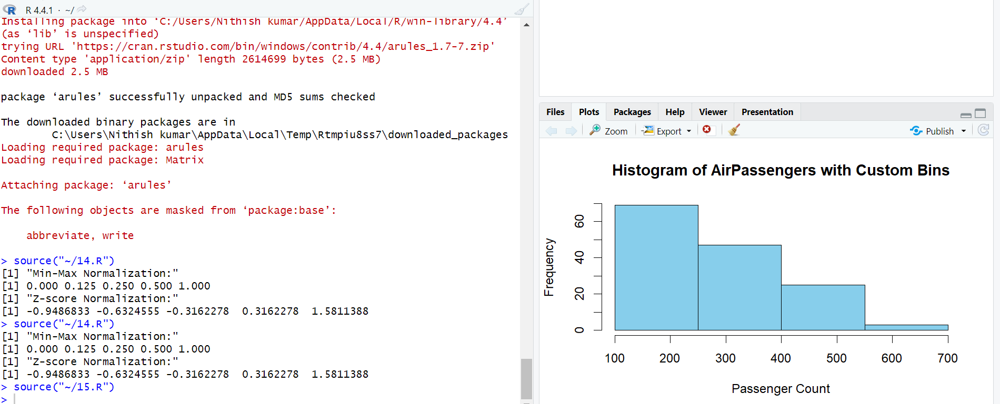 R 4.4.1 · ~/
Installing package into ‘C:/Users/Nithish kumar/AppData/Local/R/win-library/4.4’
(as ‘lib’ is unspecified)
trying URL 'https://cran.rstudio.com/bin/windows/contrib/4.4/arules_1.7-7.zip'
Content type 'application/zip' length 2614699 bytes (2.5 MB)
downloaded 2.5 MB
package ‘arules’ successfully unpacked and MD5 sums checked
The downloaded binary packages are in
C:\Users\Nithish kumar\AppData\Local\Temp\Rtmpiu8ss7\downloaded_packages
Loading required package: arules
Loading required package: Matrix
Attaching package: ‘arules’
The following objects are masked from ‘package:base’:
abbreviate, write
> source("~/14.R")
[1] "Min-Max Normalization:"
[1] 0.000 0.125 0.250 0.500 1.000
[1] "Z-score Normalization:"
[1] -0.9486833 -0.6324555 -0.3162278  0.3162278  1.5811388
> source("~/14.R")
[1] "Min-Max Normalization:"
[1] 0.000 0.125 0.250 0.500 1.000
[1] "Z-score Normalization:"
[1] -0.9486833 -0.6324555 -0.3162278  0.3162278  1.5811388
> source("~/15.R")
>
Files Plots Packages Help Viewer Presentation
Zoom Export Publish
Histogram of AirPassengers with Custom Bins
Frequency
60
40
20
0
100 200 300 400 500 600 700
Passenger Count